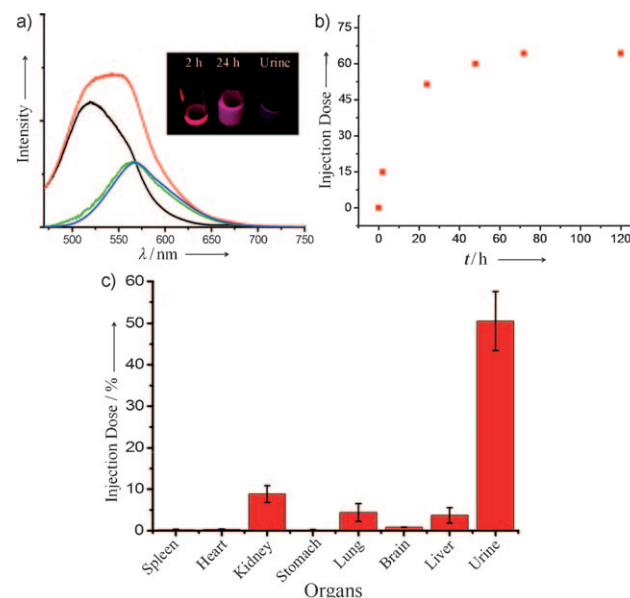 a)
2 h 24 h Urine
Intensity
500 550 600 650 700 750
λ / nm
b)
Injection Dose
75
60
45
30
15
0
0 20 40 60 80 100 120
t / h
c)
Injection Dose / %
60
50
40
30
20
10
0
Spleen Heart Kidney Stomach Lung Brain Liver Urine
Organs